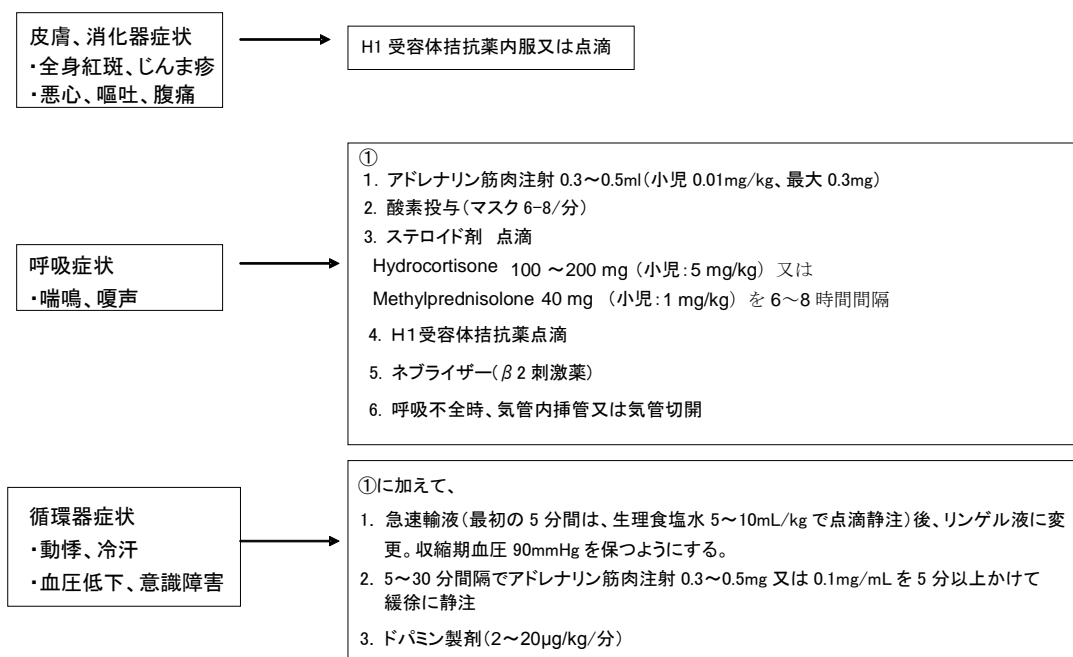 皮膚、消化器症状
・全身紅斑、じんま疹
・悪心、嘔吐、腹痛
H1 受容体拮抗薬内服又は点滴
呼吸症状
・喘鳴、嗄声
①
1. アドレナリン筋肉注射 0.3～0.5ml(小児 0.01mg/kg、最大 0.3mg)
2. 酸素投与(マスク 6-8/分)
3. ステロイド剤 点滴
Hydrocortisone 100 ～200 mg (小児:5 mg/kg) 又は
Methylprednisolone 40 mg (小児:1 mg/kg) を 6～8 時間間隔
4. H1受容体拮抗薬点滴
5. ネブライザー(β2 刺激薬)
6. 呼吸不全時、気管内挿管又は気管切開
循環器症状
・動悸、冷汗
・血圧低下、意識障害
①に加えて、
1. 急速輸液(最初の 5 分間は、生理食塩水 5～10mL/kg で点滴静注)後、リンゲル液に変
更。収縮期血圧 90mmHg を保つようにする。
2. 5～30 分間隔でアドレナリン筋肉注射 0.3～0.5mg 又は 0.1mg/mL を 5 分以上かけて
緩徐に静注
3. ドパミン製剤(2～20μg/kg/分)